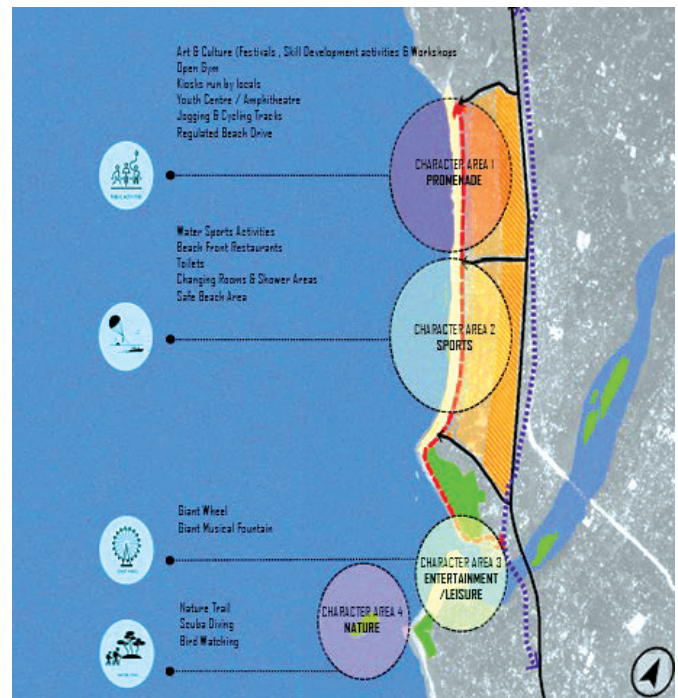 Art & Culture (Festivals , Skill Development activities & Workshops
Open Gym
Kiosks run by locals
Youth Centre / Amphitheatre
Jogging & Cycling Tracks
Regulated Beach Drive
CHARACTER AREA 1
PROMENADE
Water Sports Activities
Beach Front Restaurants
Toilets
Changing Rooms & Shower Areas
Safe Beach Area
CHARACTER AREA 2
SPORTS
Giant Wheel
Giant Musical Fountain
CHARACTER AREA 3
ENTERTAINMENT
/LEISURE
Nature Trail
Scuba Diving
Bird Watching
CHARACTER AREA 4
NATURE